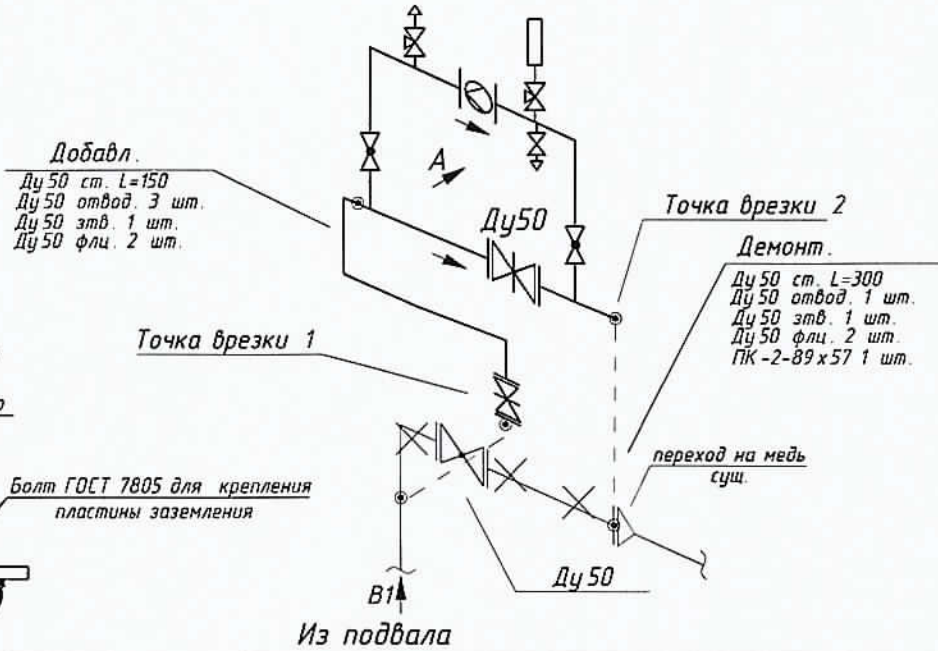 Добавл.
Ду 50 ст. L=150
Ду 50 отвод. 3 шт.
Ду 50 зтв. 1 шт.
Ду 50 флц. 2 шт.
А
Ду50
Точка врезки 2
Демонт.
Ду 50 ст. L=300
Ду 50 отвод. 1 шт.
Ду 50 зтв. 1 шт.
Ду 50 флц. 2 шт.
ПК-2-89х57 1 шт.
Точка врезки 1
переход на медь
сущ.
Болт ГОСТ 7805 для крепления
пластины заземления
Ду 50
В1
Из подвала